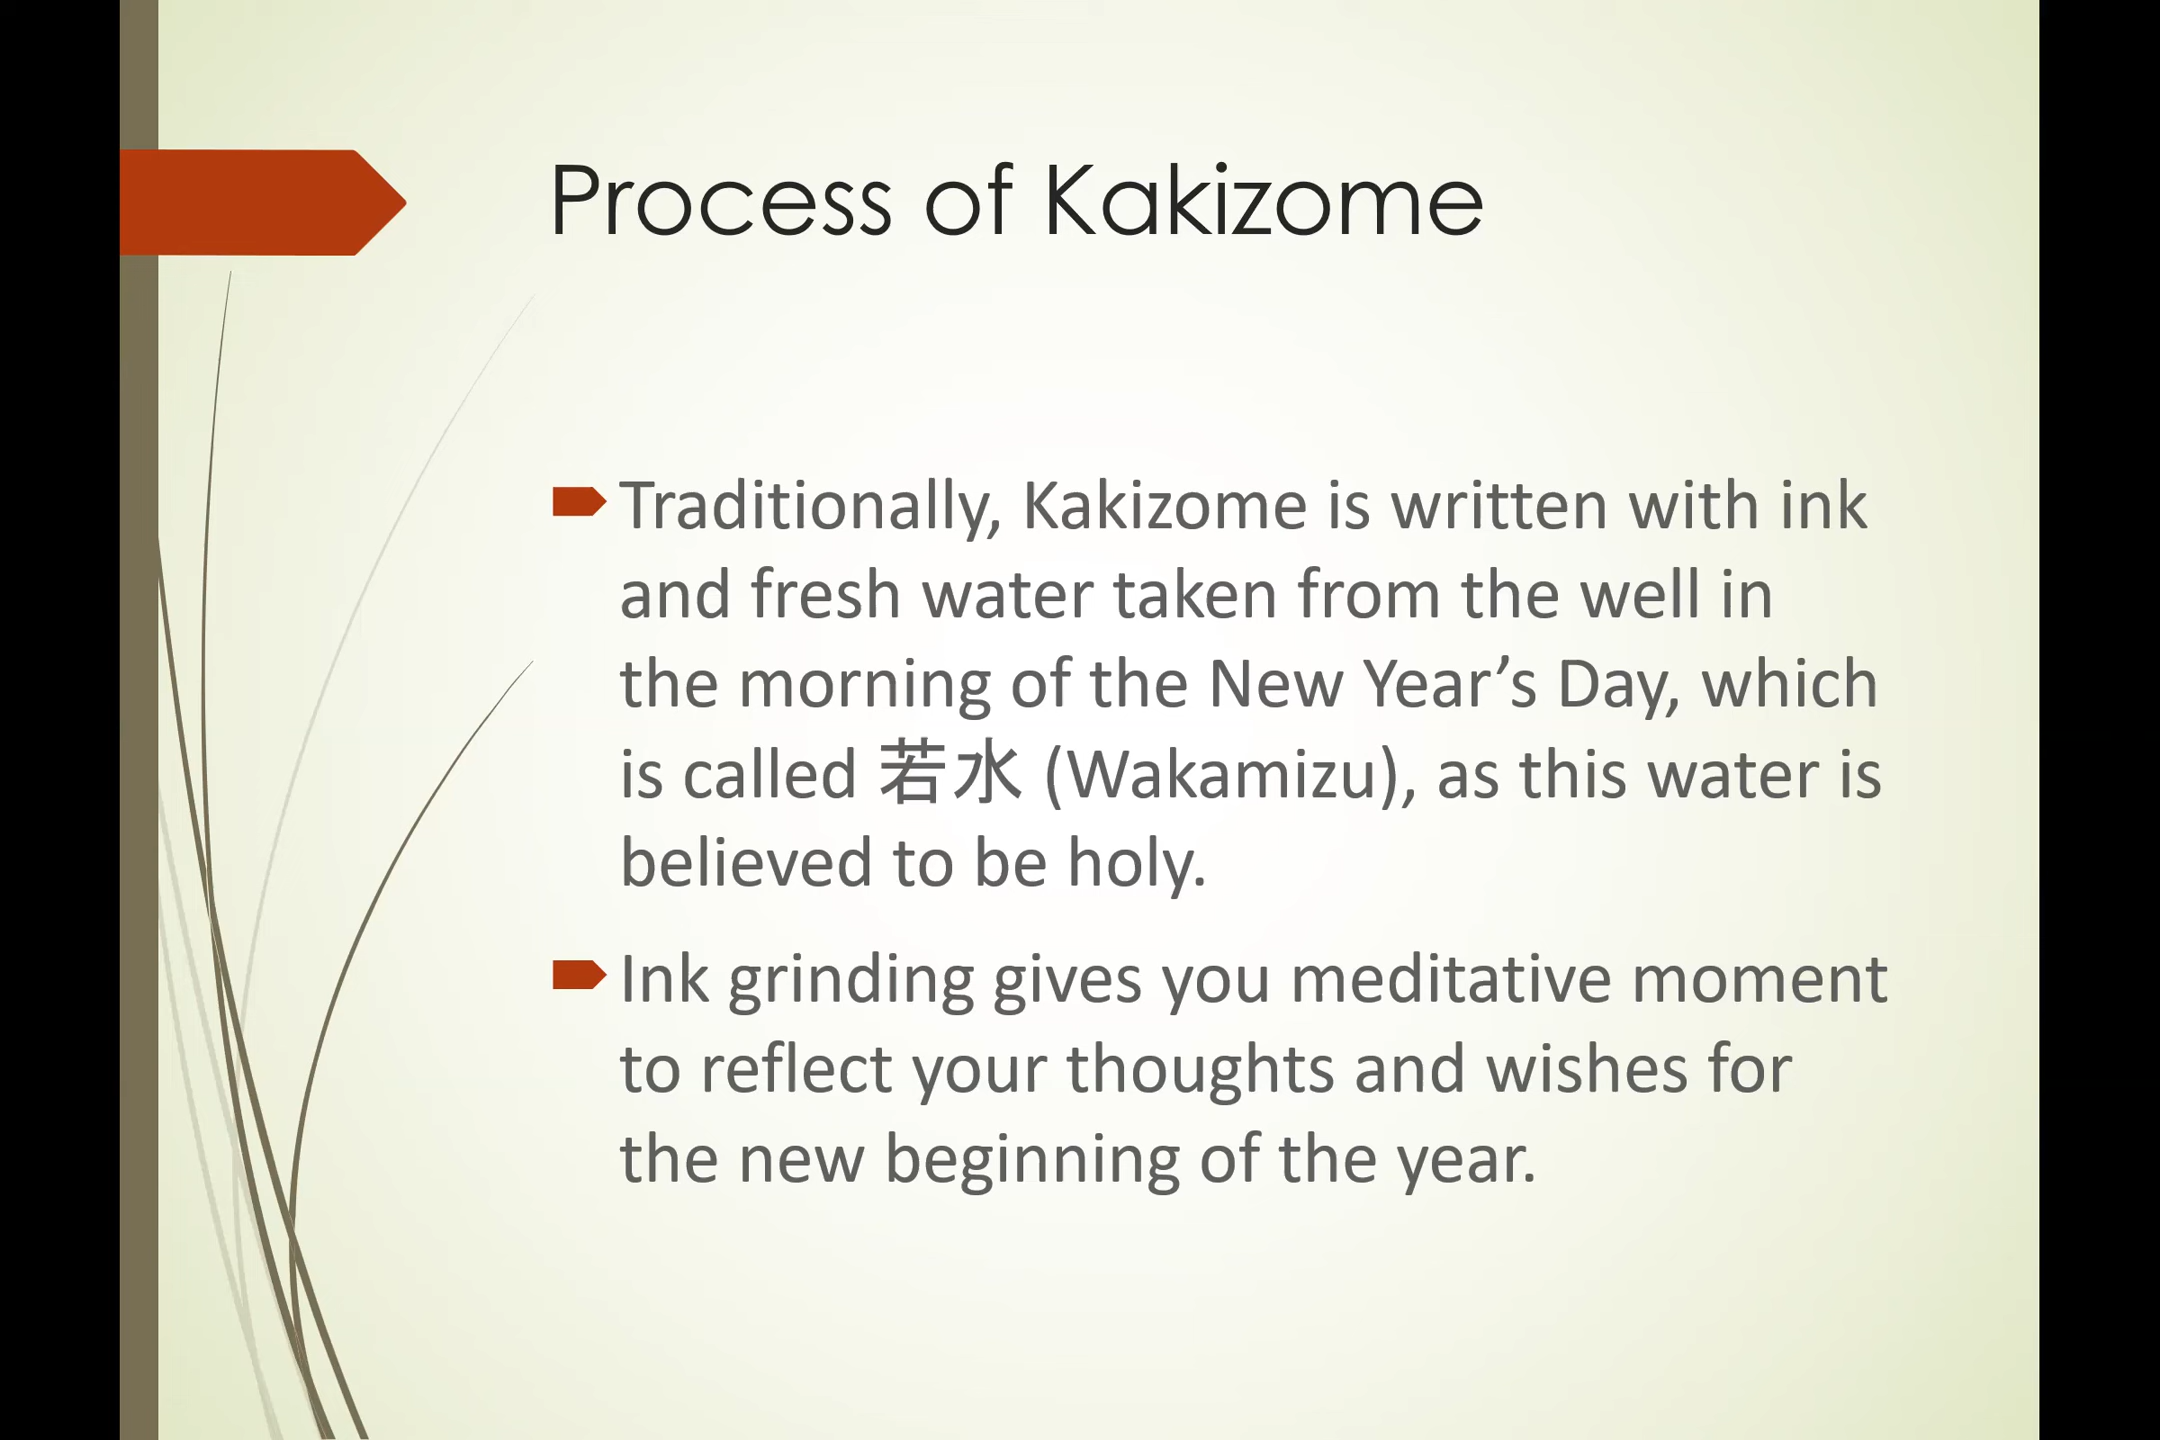 Process of Kakizome
Traditionally, Kakizome is written with ink
and fresh water taken from the well in
the morning of the New Year’s Day, which
is called 若水 (Wakamizu), as this water is
believed to be holy.
Ink grinding gives you meditative moment
to reflect your thoughts and wishes for
the new beginning of the year.